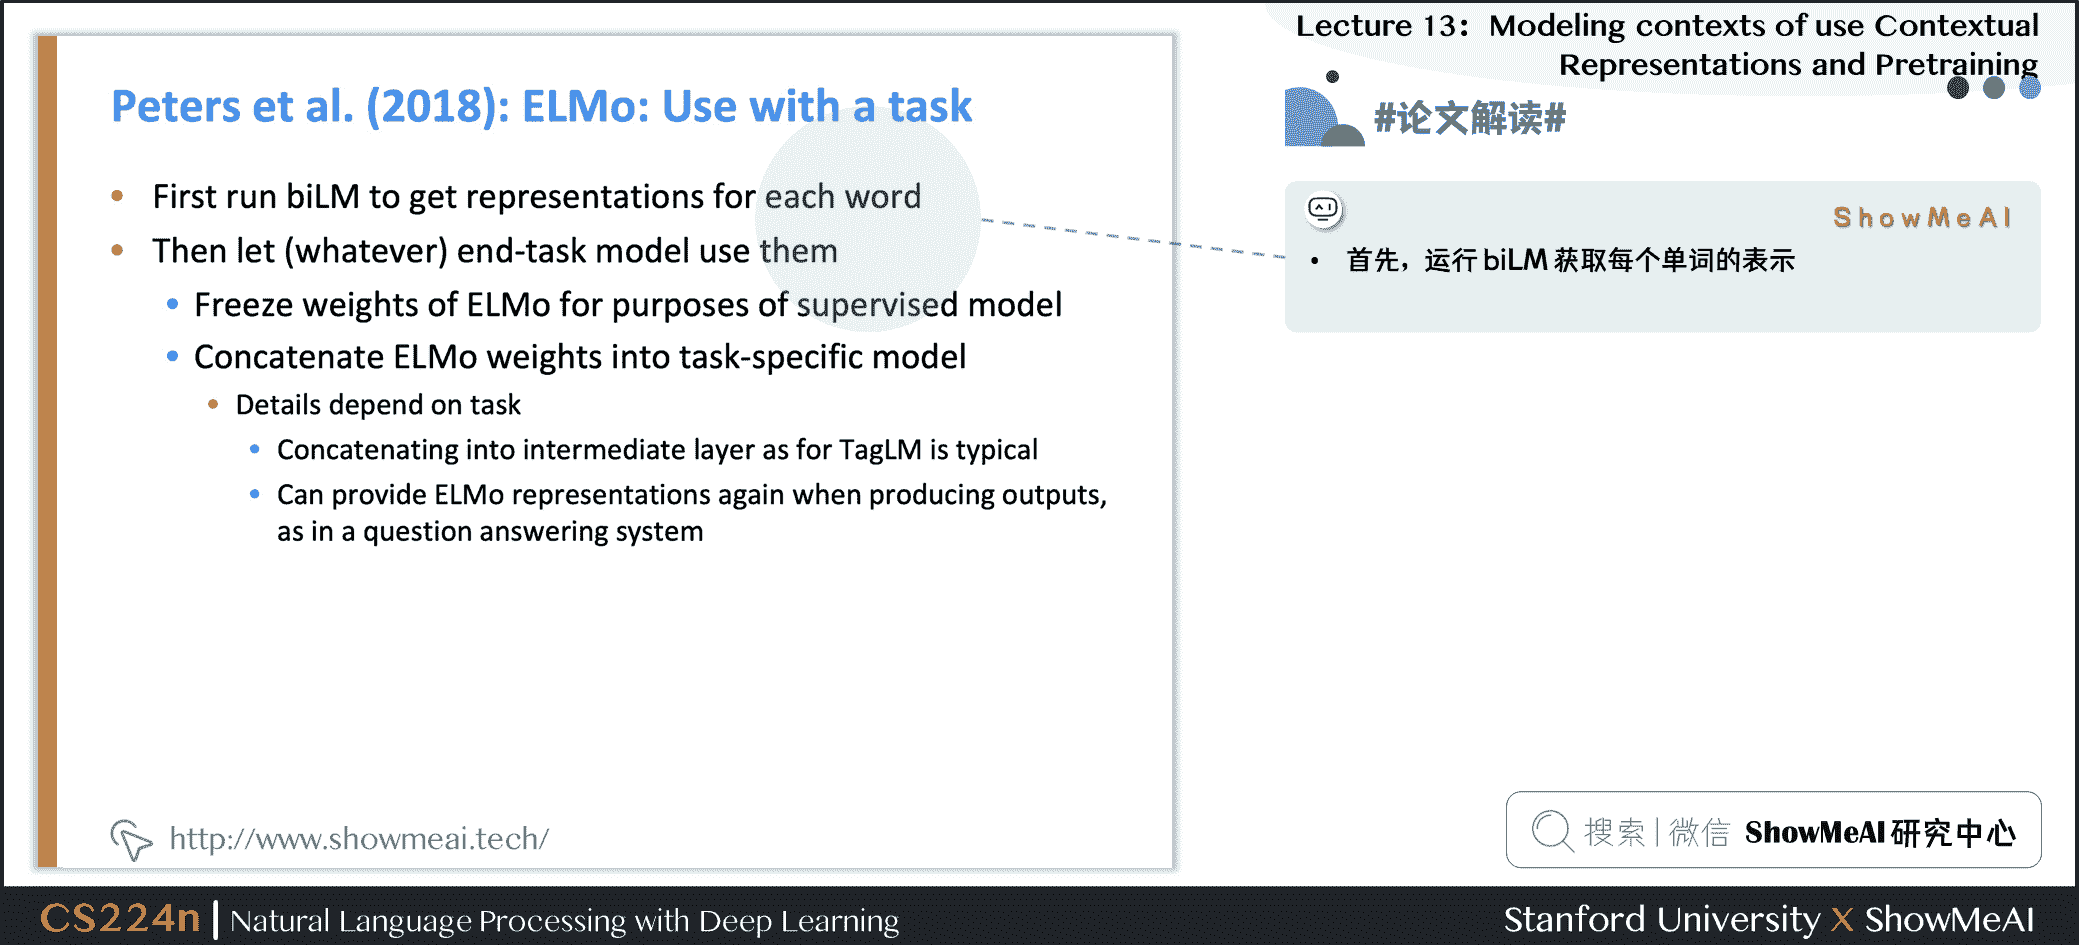 Lecture 13：Modeling contexts of use Contextual
Representations and Pretraining
Peters et al. (2018): ELMo: Use with a task
• First run biLM to get representations for each word
• Then let (whatever) end-task model use them
• Freeze weights of ELMo for purposes of supervised model
• Concatenate ELMo weights into task-specific model
• Details depend on task
• Concatenating into intermediate layer as for TagLM is typical
• Can provide ELMo representations again when producing outputs,
as in a question answering system
http://www.showmeai.tech/
#论文解读#
ShowMeAI
• 首先，运行 biLM 获取每个单词的表示
搜索|微信 ShowMeAI研究中心
CS224n | Natural Language Processing with Deep Learning
Stanford University X ShowMeAI